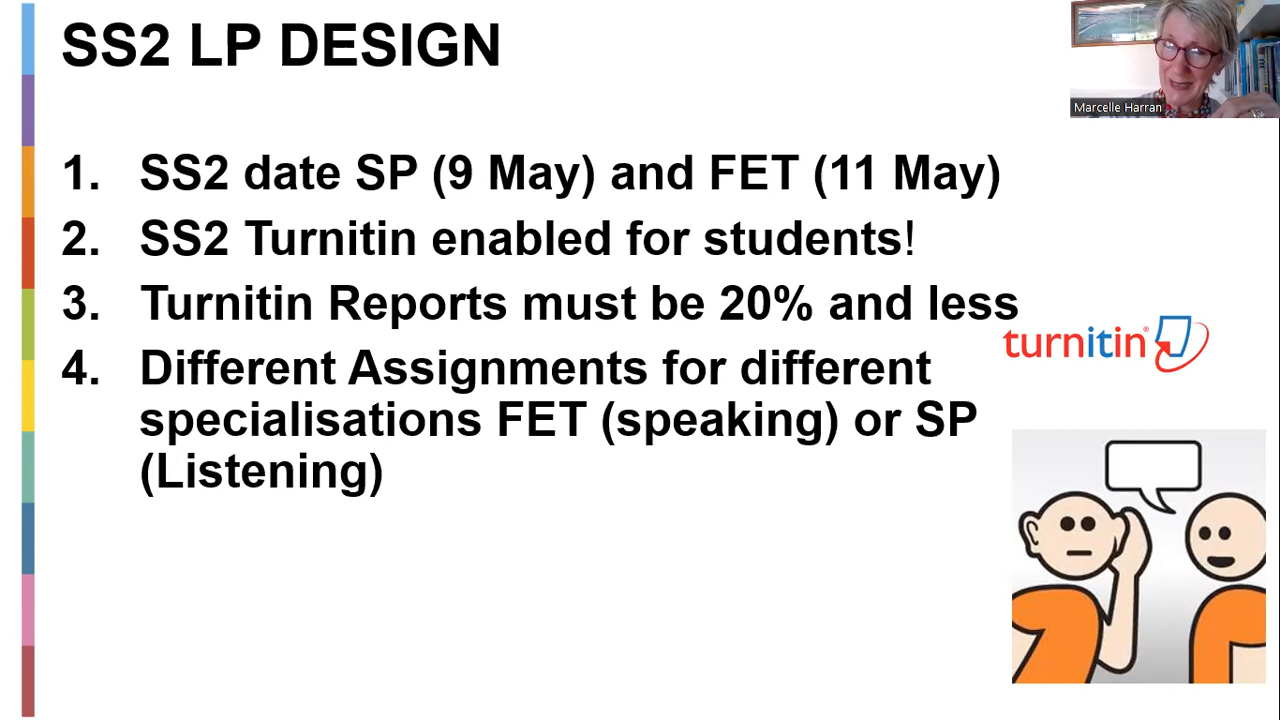 SS2 LP DESIGN
Marcelle Harran
1. SS2 date SP (9 May) and FET (11 May)
2. SS2 Turnitin enabled for students!
3. Turnitin Reports must be 20% and less
turnitin®
4. Different Assignments for different
specialisations FET (speaking) or SP
(Listening)